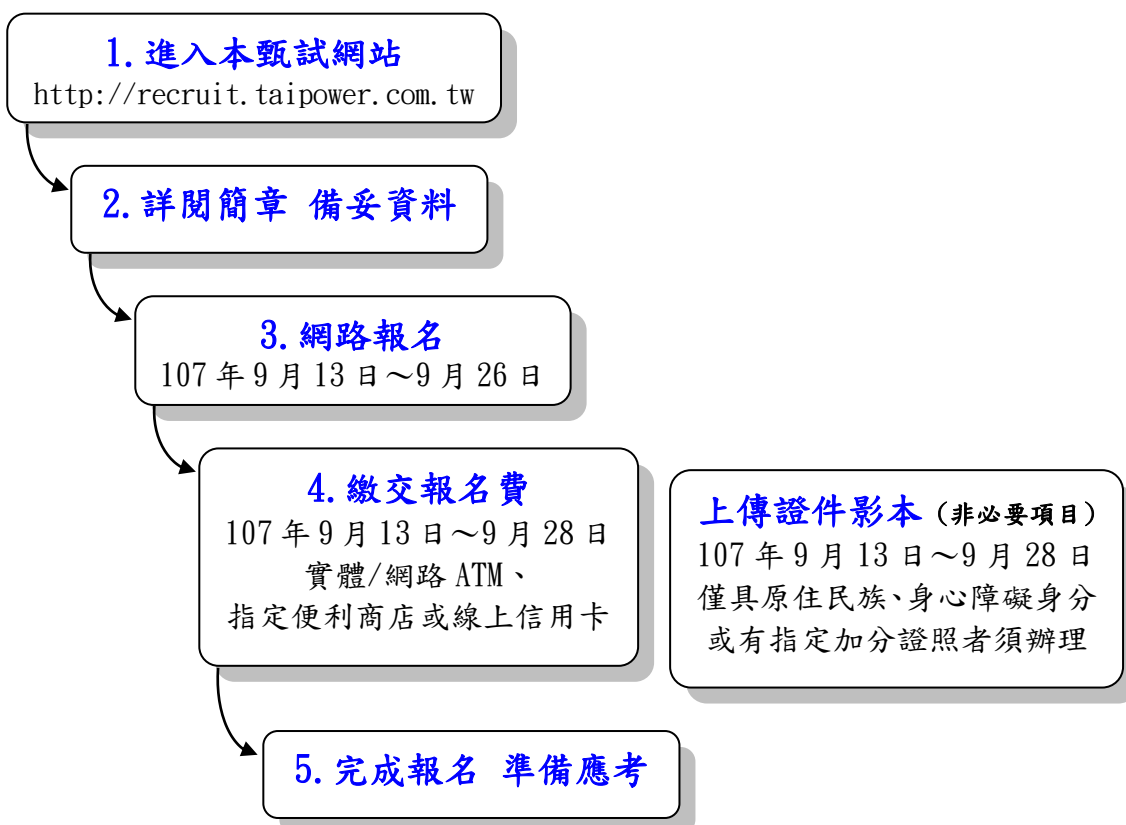 1.進入本甄試網站
http://recruit.taipower.com.tw
2.詳閱簡章 備妥資料
3.網路報名
107年9月13日～9月26日
4.繳交報名費
107年9月13日～9月28日
實體/網路ATM、
指定便利商店或線上信用卡
上傳證件影本(非必要項目)
107年9月13日～9月28日
僅具原住民族、身心障礙身分
或有指定加分證照者須辦理
5.完成報名 準備應考